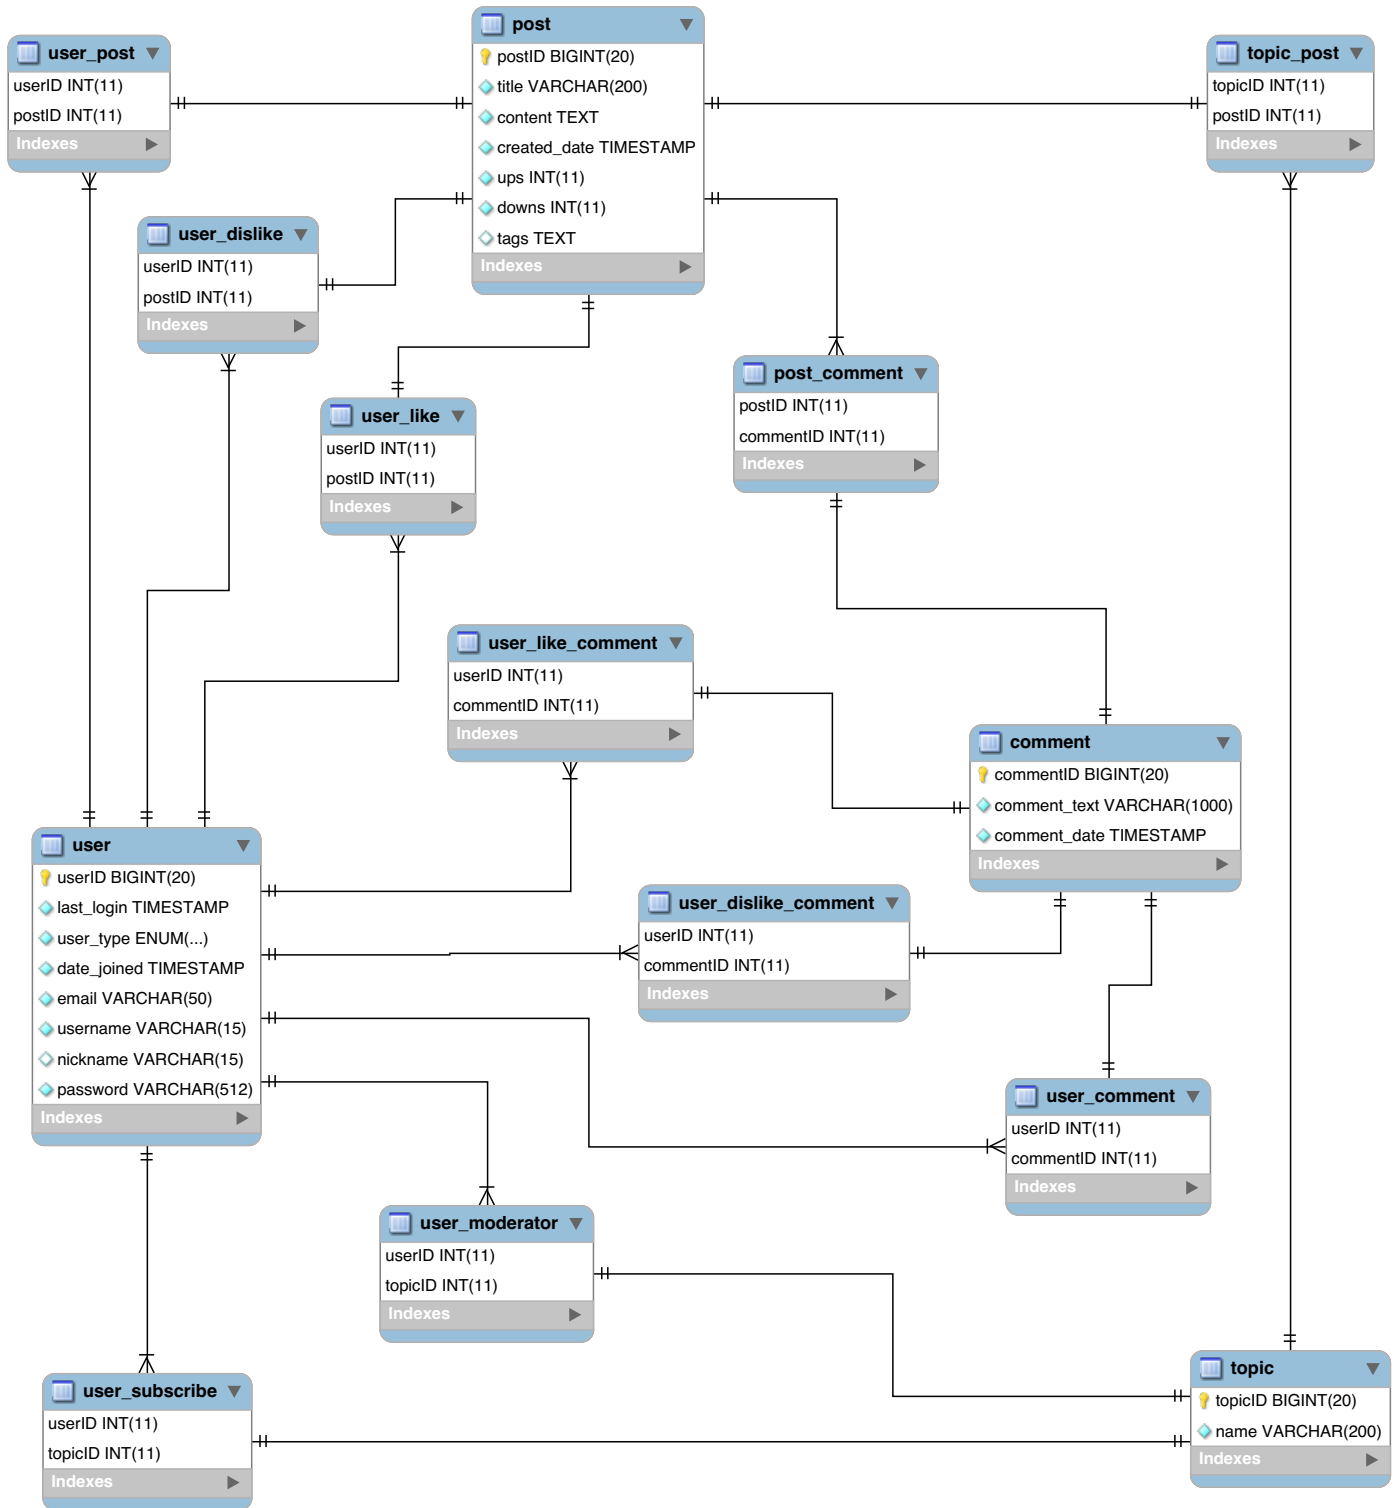 post
postID BIGINT(20)
title VARCHAR(200)
content TEXT
created_date TIMESTAMP
ups INT(11)
downs INT(11)
tags TEXT
Indexes
user_post
userID INT(11)
postID INT(11)
Indexes
topic_post
topicID INT(11)
postID INT(11)
Indexes
user_dislike
userID INT(11)
postID INT(11)
Indexes
user_like
userID INT(11)
postID INT(11)
Indexes
post_comment
postID INT(11)
commentID INT(11)
Indexes
user_like_comment
userID INT(11)
commentID INT(11)
Indexes
comment
commentID BIGINT(20)
comment_text VARCHAR(1000)
comment_date TIMESTAMP
Indexes
user
userID BIGINT(20)
last_login TIMESTAMP
user_type ENUM(...)
date_joined TIMESTAMP
email VARCHAR(50)
username VARCHAR(15)
nickname VARCHAR(15)
password VARCHAR(512)
Indexes
user_dislike_comment
userID INT(11)
commentID INT(11)
Indexes
user_comment
userID INT(11)
commentID INT(11)
Indexes
user_moderator
userID INT(11)
topicID INT(11)
Indexes
topic
topicID BIGINT(20)
name VARCHAR(200)
Indexes
user_subscribe
userID INT(11)
topicID INT(11)
Indexes